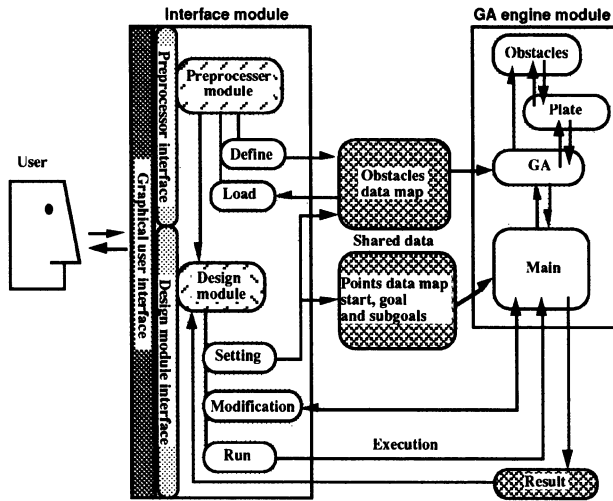 Interface module
GA engine module
User
Graphical user interface
Preprocessor interface
Design module interface
Preprocesser
module
Define
Load
Design
module
Setting
Modification
Run
Obstacles
data map
Shared data
Points data map
start, goal
and subgoals
Execution
Obstacles
Plate
GA
Main
Result